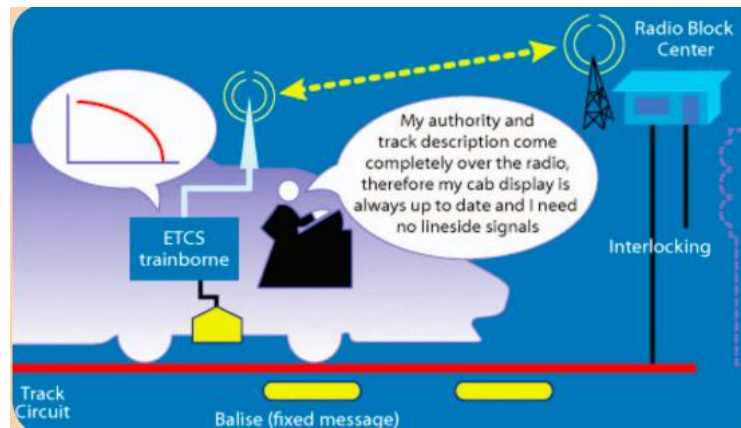 Radio Block
Center
My authority and
track description come
completely over the radio,
therefore my cab display is
always up to date and I need
no lineside signals
ETCS
trainborne
Interlocking
Track
Circuit
Balise (fixed message)